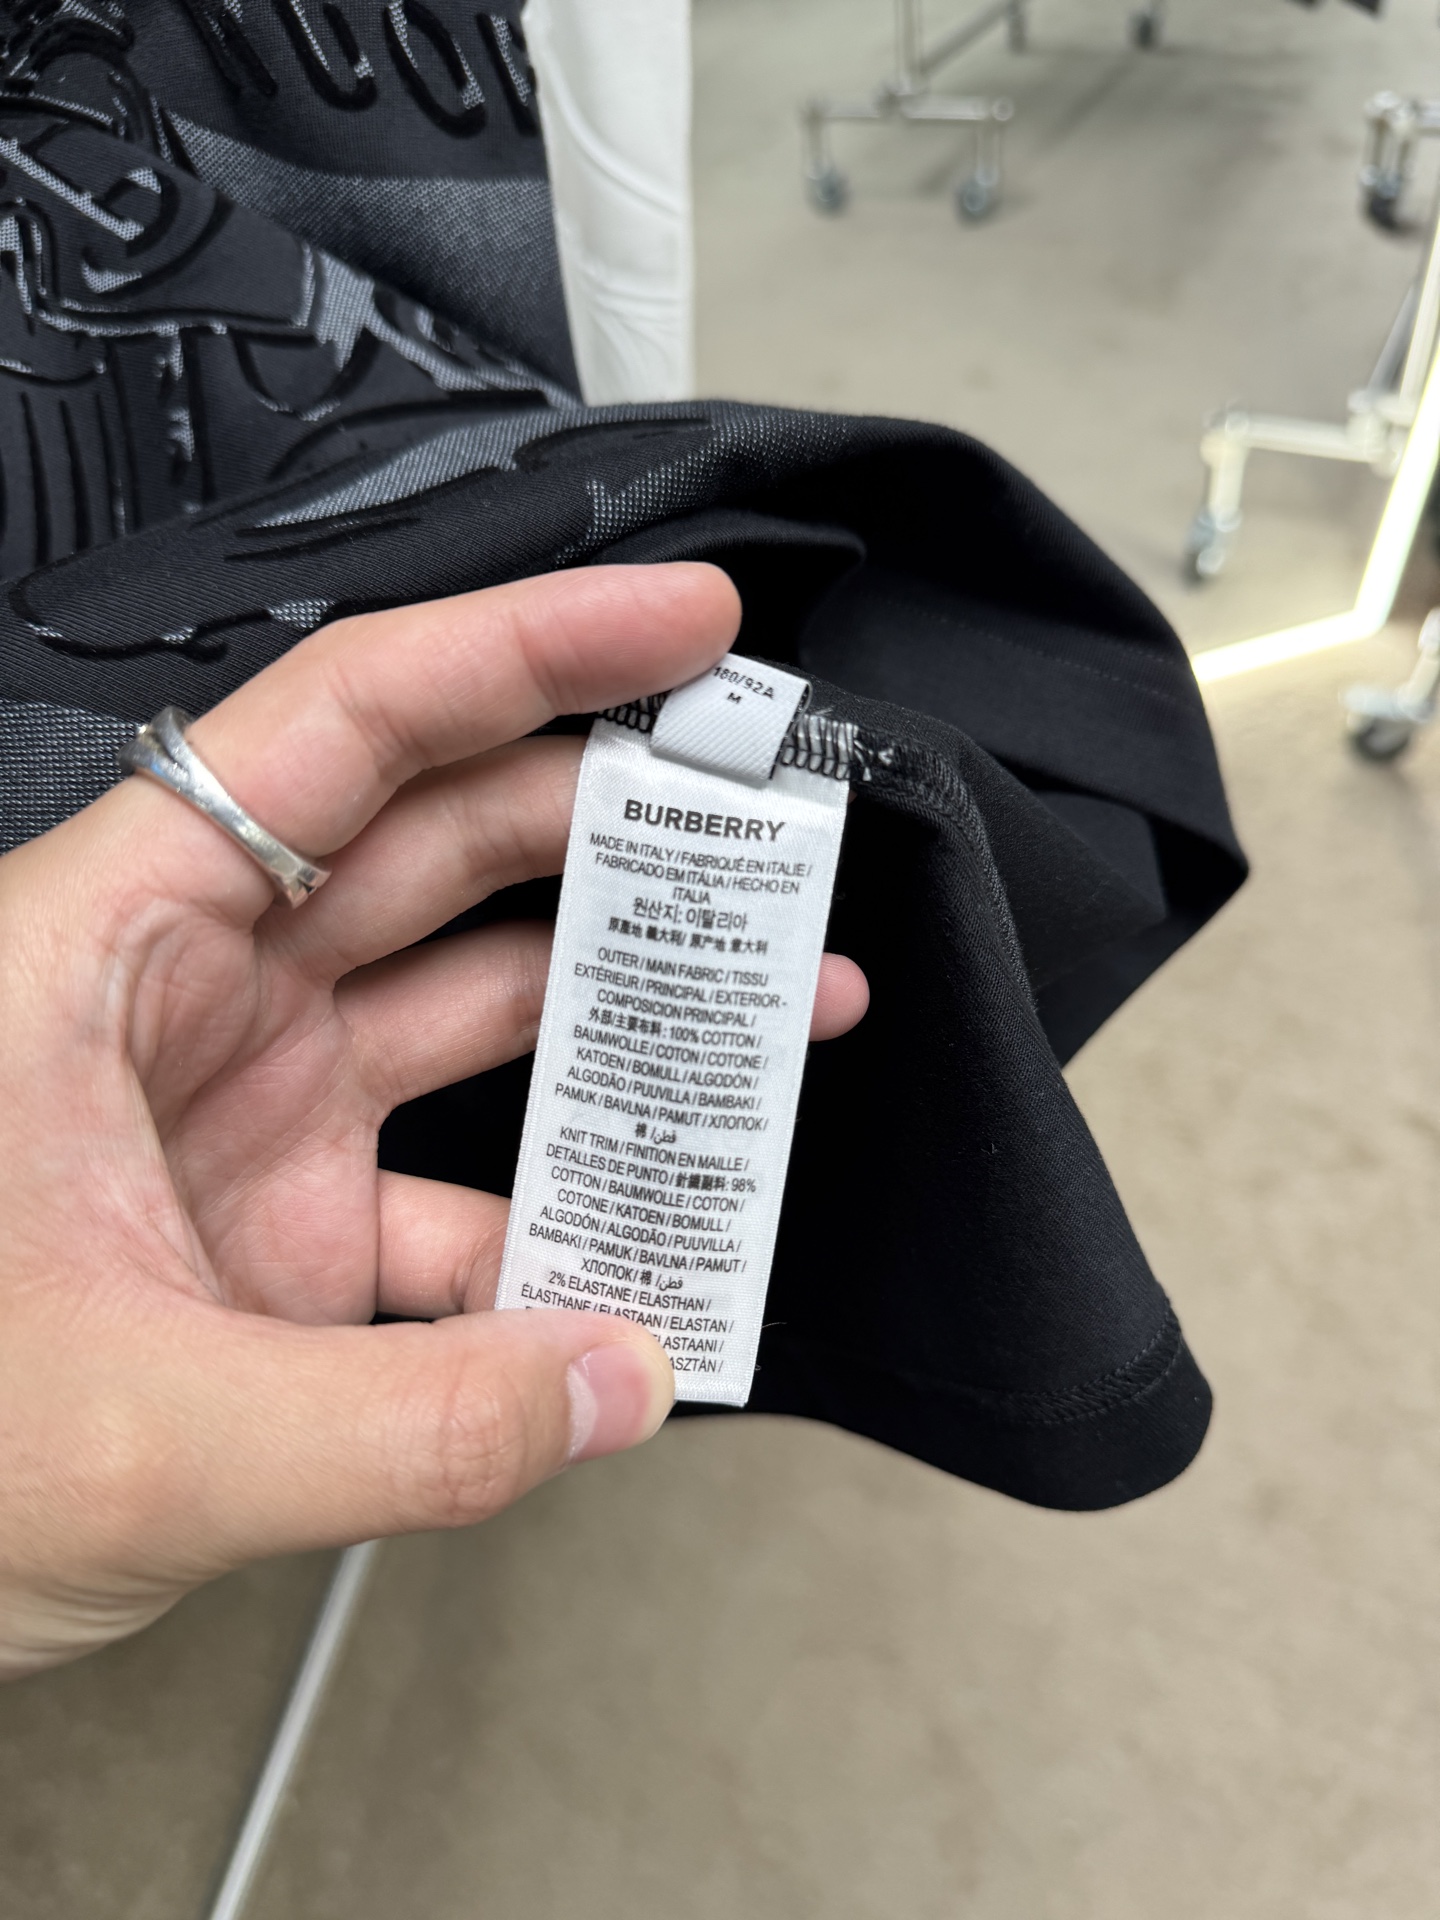 180/92A
M
BURBERRY
MADE IN ITALY / FABRIQUÉ EN ITALIE /
FABRICADO EM ITÁLIA / HECHO EN
ITALIA
원산지: 이탈리아
原產地 義大利/ 原产地 意大利
OUTER / MAIN FABRIC / TISSU
EXTÉRIEUR / PRINCIPAL / EXTERIOR -
COMPOSICION PRINCIPAL /
外部/主要布料: 100% COTTON /
BAUMWOLLE / COTON / COTONE /
KATOEN / BOMULL / ALGODÓN /
ALGODÃO / PUUVILLA / BAMBAKI /
PAMUK / BAVLNA / PAMUT / ХЛОПОК /
棉 /قطن
KNIT TRIM / FINITION EN MAILLE /
DETALLES DE PUNTO / 針織副料: 98%
COTTON / BAUMWOLLE / COTON /
COTONE / KATOEN / BOMULL /
ALGODÓN / ALGODÃO / PUUVILLA /
BAMBAKI / PAMUK / BAVLNA / PAMUT /
ХЛОПОК/ 棉 /قطن
2% ELASTANE / ELASTHAN /
ÉLASTHANE / ELASTAAN / ELASTAN /